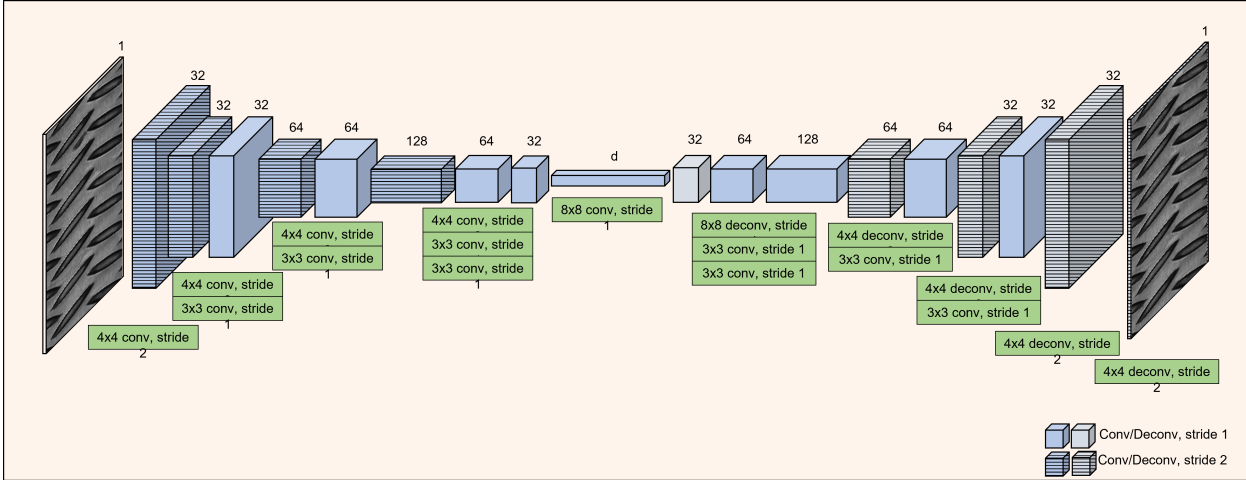 1
32
32
32
64
64
128
64
32
d
32
64
128
64
64
32
32
32
1
4x4 conv, stride
2
4x4 conv, stride
3x3 conv, stride
1
4x4 conv, stride
3x3 conv, stride
1
4x4 conv, stride
3x3 conv, stride
3x3 conv, stride
1
8x8 conv, stride
1
8x8 deconv, stride
3x3 conv, stride 1
3x3 conv, stride 1
4x4 deconv, stride
3x3 conv, stride 1
4x4 deconv, stride
3x3 conv, stride 1
4x4 deconv, stride
2
4x4 deconv, stride
2
Conv/Deconv, stride 1
Conv/Deconv, stride 2